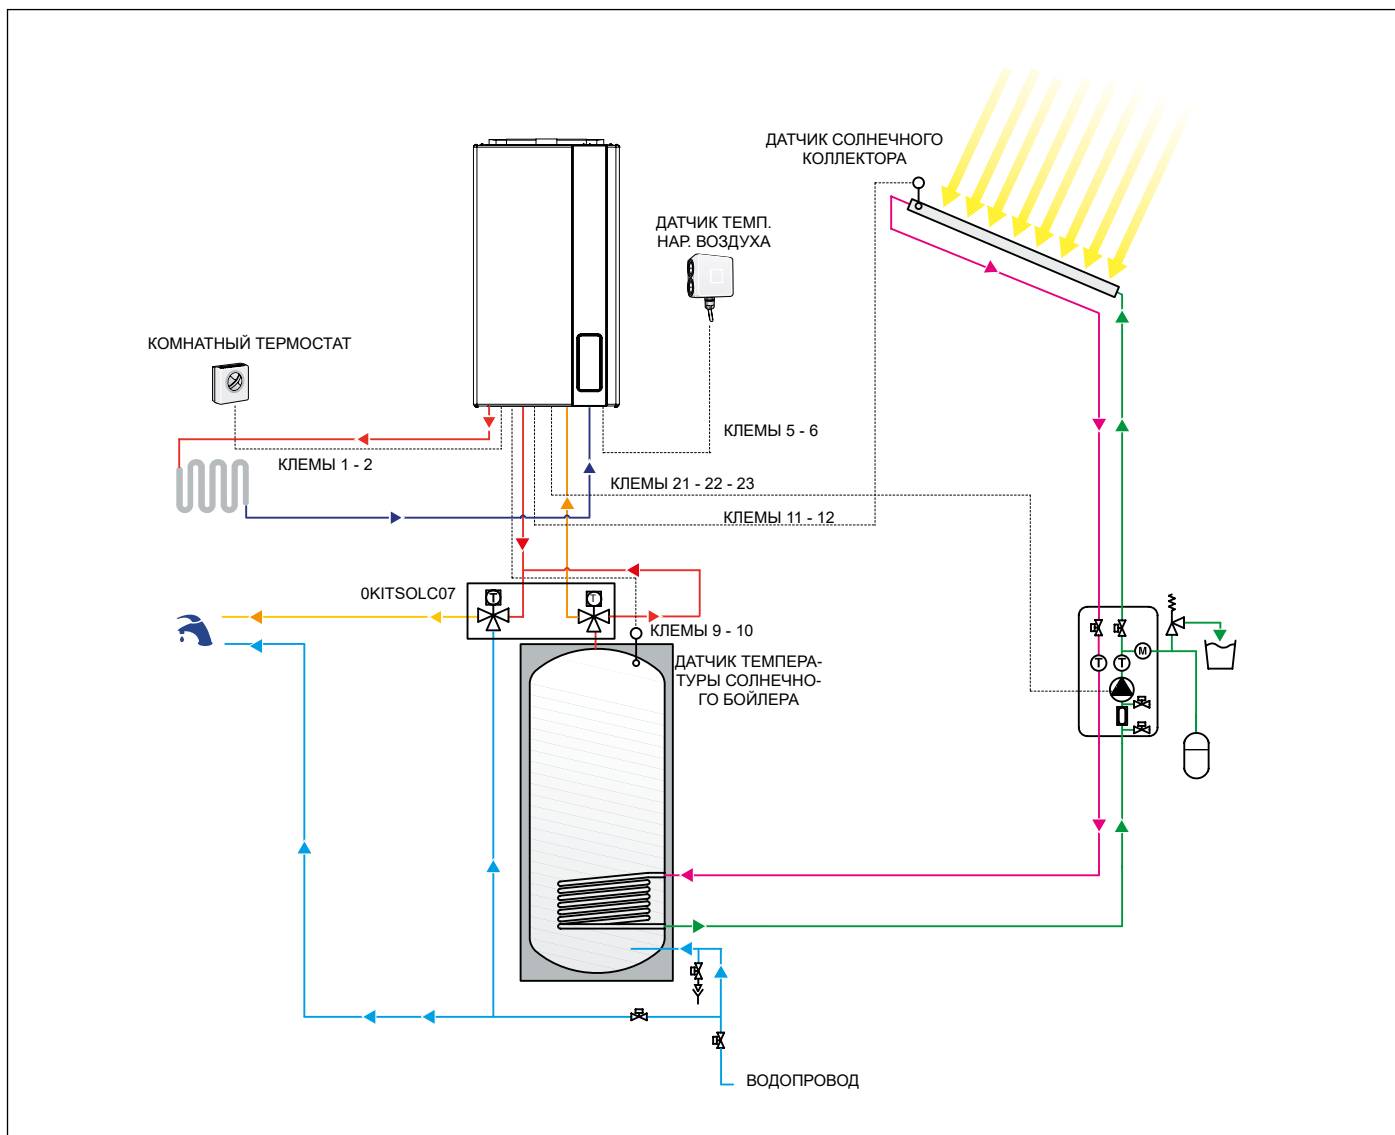 ДАТЧИК СОЛНЕЧНОГО
КОЛЛЕКТОРА
ДАТЧИК ТЕМП.
НАР. ВОЗДУХА
КОМНАТНЫЙ ТЕРМОСТАТ
КЛЕМЫ 5 - 6
КЛЕМЫ 1 - 2
КЛЕМЫ 21 - 22 - 23
КЛЕМЫ 11 - 12
0KITSOLC07
T
T
КЛЕМЫ 9 - 10
ДАТЧИК ТЕМПЕРА-
ТУРЫ СОЛНЕЧНО-
ГО БОЙЛЕРА
M
T
T
ВОДОПРОВОД